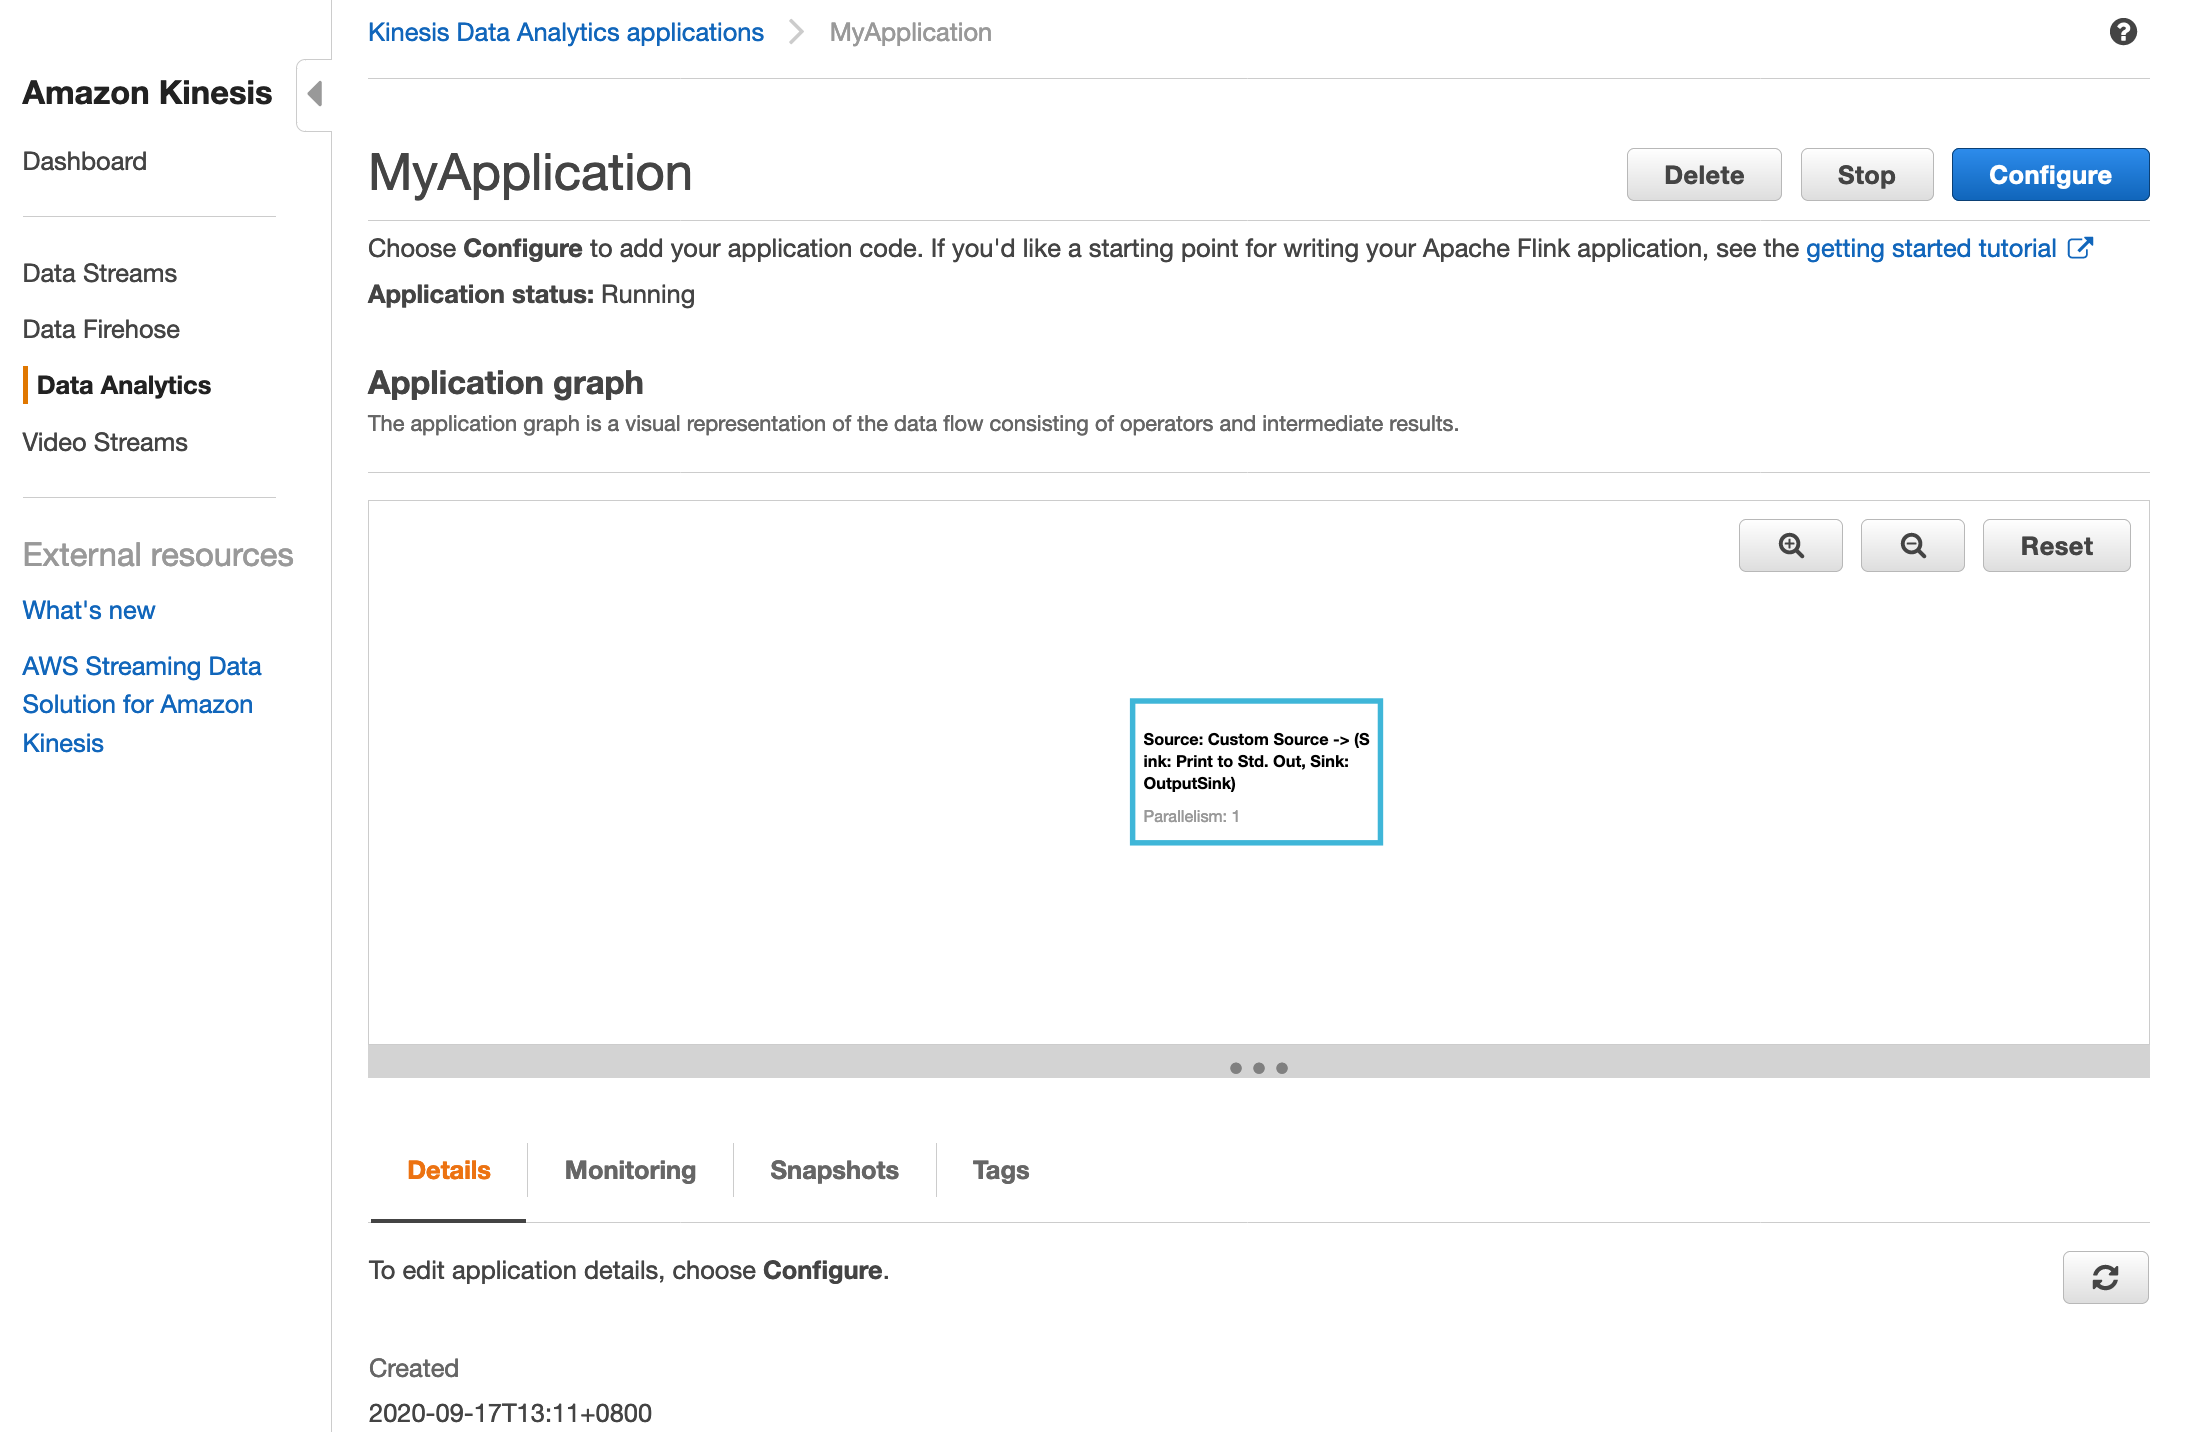 Kinesis Data Analytics applications
MyApplication
Amazon Kinesis
Dashboard
Data Streams
Data Firehose
Data Analytics
Video Streams
External resources
What's new
AWS Streaming Data
Solution for Amazon
Kinesis
MyApplication
Delete
Stop
Configure
Choose Configure to add your application code. If you'd like a starting point for writing your Apache Flink application, see the getting started tutorial
Application status: Running
Application graph
The application graph is a visual representation of the data flow consisting of operators and intermediate results.
Reset
Source: Custom Source -> (S
ink: Print to Std. Out, Sink:
OutputSink)
Parallelism: 1
Details
Monitoring
Snapshots
Tags
To edit application details, choose Configure.
Created
2020-09-17T13:11+0800